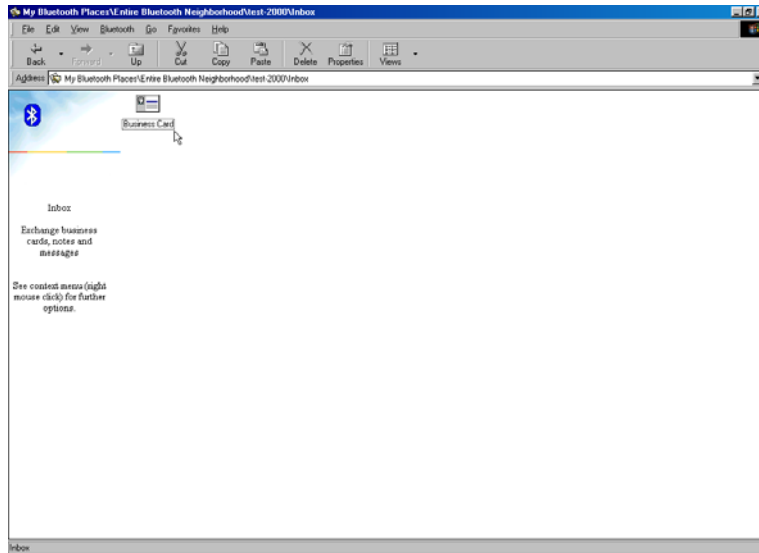 My Bluetooth Places\Entire Bluetooth Neighborhood\test-2000\Inbox
File Edit View Bluetooth Go Favorites Help
Back Forward Up Cut Copy Paste Delete Properties Views
Address My Bluetooth Places\Entire Bluetooth Neighborhood\test-2000\Inbox
Business Card
Inbox
Exchange business
cards, notes and
messages
See context menu (right
mouse click) for further
options.
Inbox